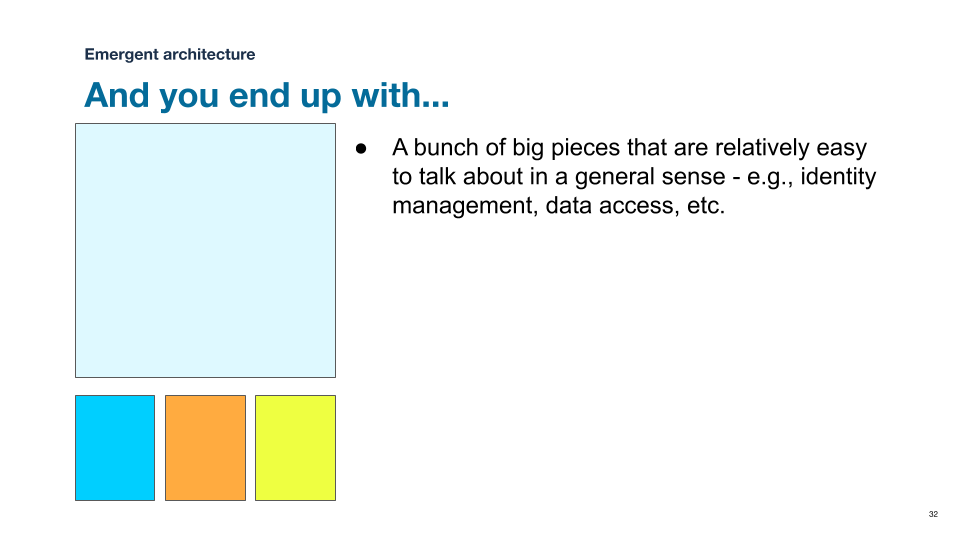 Emergent architecture
And you end up with...
● A bunch of big pieces that are relatively easy
to talk about in a general sense - e.g., identity
management, data access, etc.
32